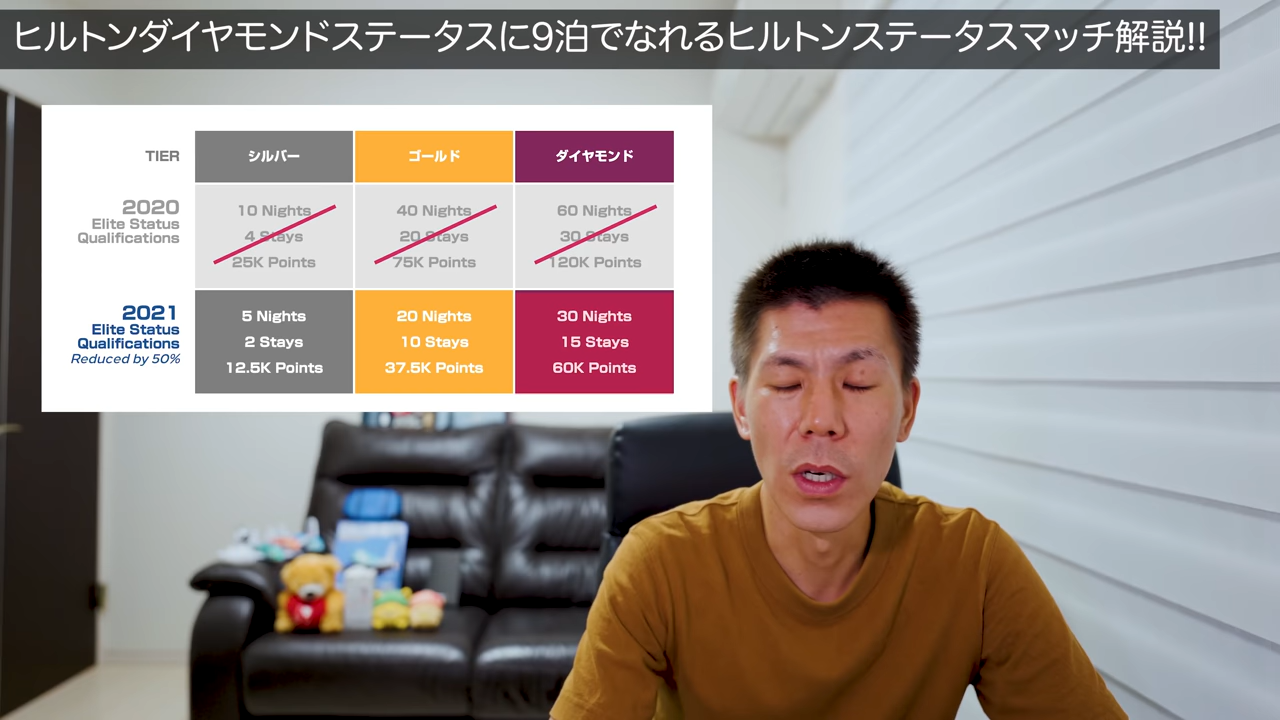 ヒルトンダイヤモンドステータスに9泊でなれるヒルトンステータスマッチ解説!!
TIER
シルバー
ゴールド
ダイヤモンド
2020
Elite Status
Qualifications
10 Nights
4 Stays
25K Points
40 Nights
20 Stays
75K Points
60 Nights
30 Stays
120K Points
2021
Elite Status
Qualifications
Reduced by 50%
5 Nights
2 Stays
12.5K Points
20 Nights
10 Stays
37.5K Points
30 Nights
15 Stays
60K Points